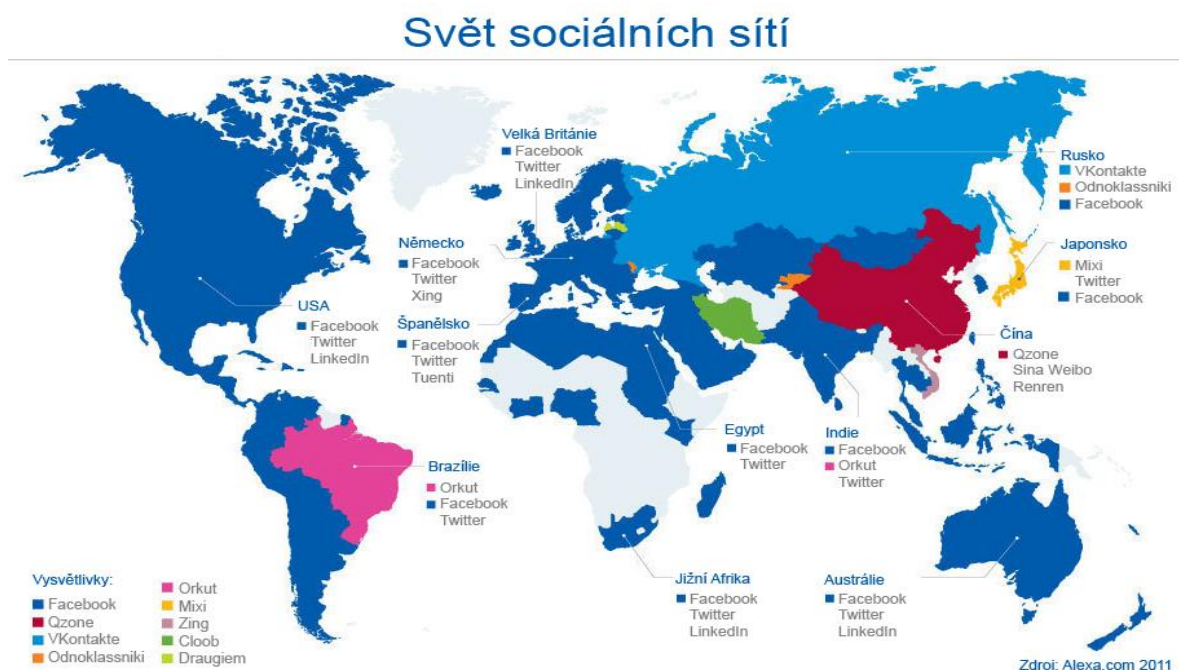 Svět sociálních sítí
Velká Británie
Facebook
Twitter
LinkedIn
Rusko
VKontakte
Odnoklassniki
Facebook
Německo
Facebook
Twitter
Xing
Japonsko
Mixi
Twitter
Facebook
USA
Facebook
Twitter
LinkedIn
Španělsko
Facebook
Twitter
Tuenti
Čína
Qzone
Sina Weibo
Renren
Egypt
Facebook
Twitter
Indie
Facebook
Orkut
Twitter
Brazílie
Orkut
Facebook
Twitter
Jižní Afrika
Facebook
Twitter
LinkedIn
Austrálie
Facebook
Twitter
LinkedIn
Vysvětlivky:
Facebook
Qzone
VKontakte
Odnoklassniki
Orkut
Mixi
Zing
Cloob
Draugiem
Zdroj: Alexa.com 2011